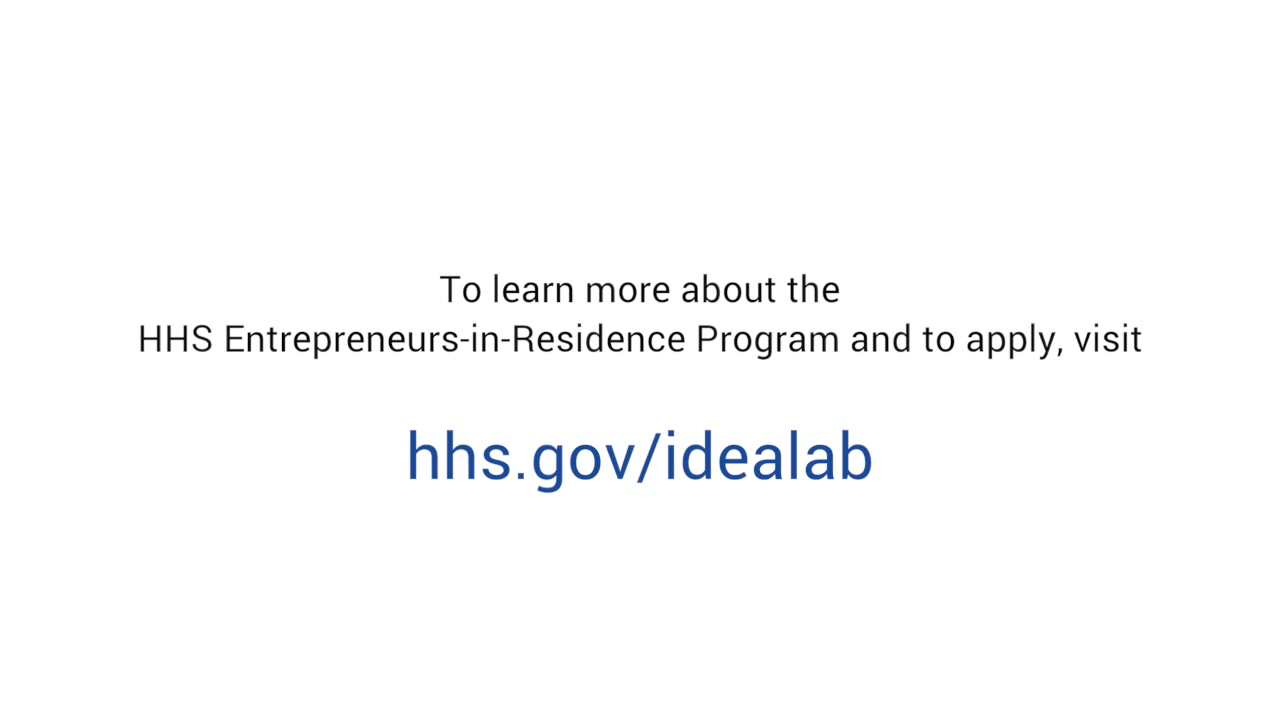 To learn more about the
HHS Entrepreneurs-in-Residence Program and to apply, visit
hhs.gov/idealab